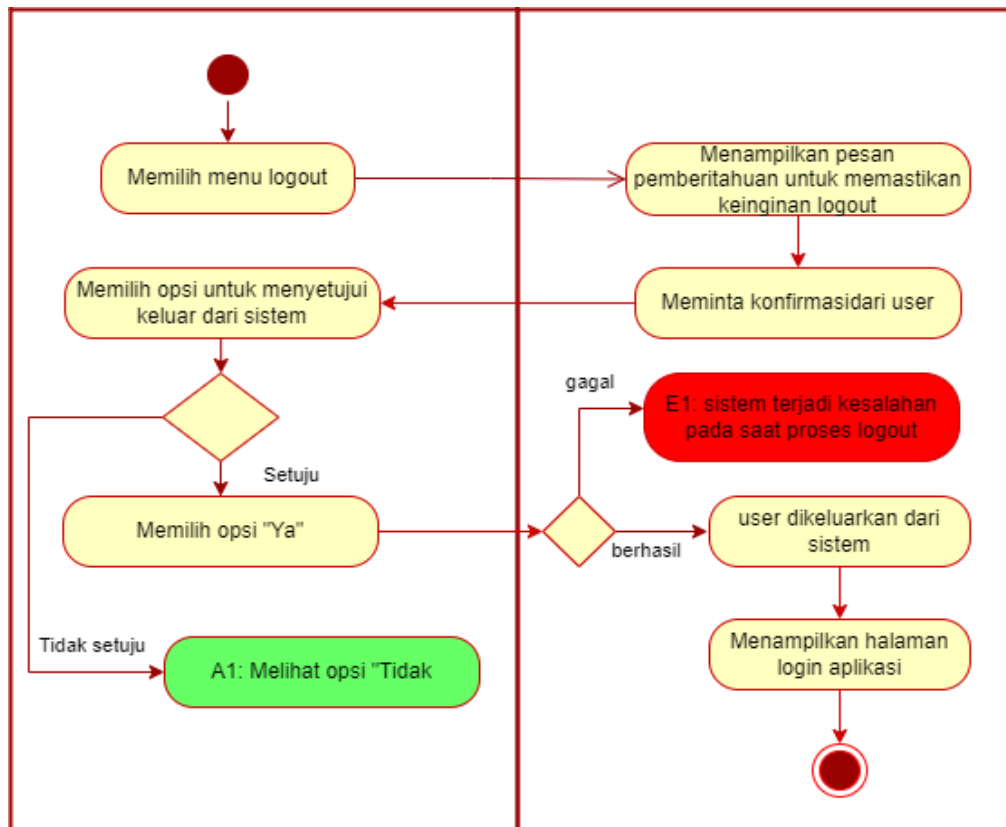 Memilih menu logout
Menampilkan pesan
pemberitahuan untuk memastikan
keinginan logout
Memilih opsi untuk menyetujui
keluar dari sistem
Meminta konfirmasidari user
gagal
E1: sistem terjadi kesalahan
pada saat proses logout
Setuju
Memilih opsi "Ya"
berhasil
user dikeluarkan dari
sistem
Tidak setuju
A1: Melihat opsi "Tidak
Menampilkan halaman
login aplikasi